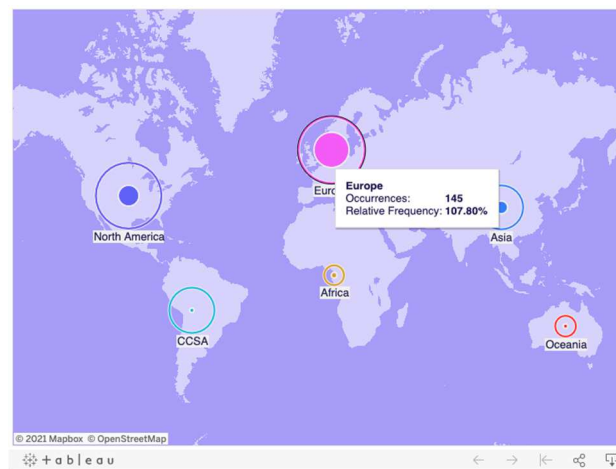 Europe
Occurrences: 145
Relative Frequency: 107.80%
North America
Asia
Africa
CCSA
Oceania
© 2021 Mapbox © OpenStreetMap
+ a b | e a u